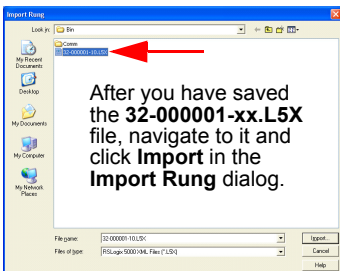 Import Rung
Look in:
Bin
Comm
32-000001-10.L5X
My Recent
Documents
Desktop
My Documents
My Computer
My Network
Places
After you have saved
the 32-000001-xx.L5X
file, navigate to it and
click Import in the
Import Rung dialog.
File name:
32-000001-10.L5X
Import...
Files of type:
RSLogix 5000 XML Files (*.L5X)
Cancel
Help